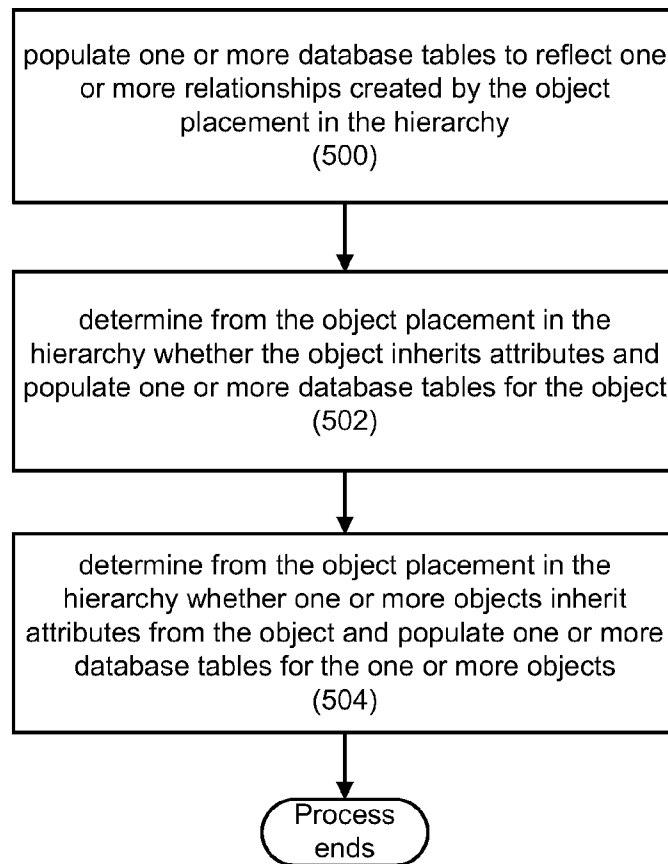 populate one or more database tables to reflect one
or more relationships created by the object
placement in the hierarchy
(500)
determine from the object placement in the
hierarchy whether the object inherits attributes and
populate one or more database tables for the object
(502)
determine from the object placement in the
hierarchy whether one or more objects inherit
attributes from the object and populate one or more
database tables for the one or more objects
(504)
Process
ends